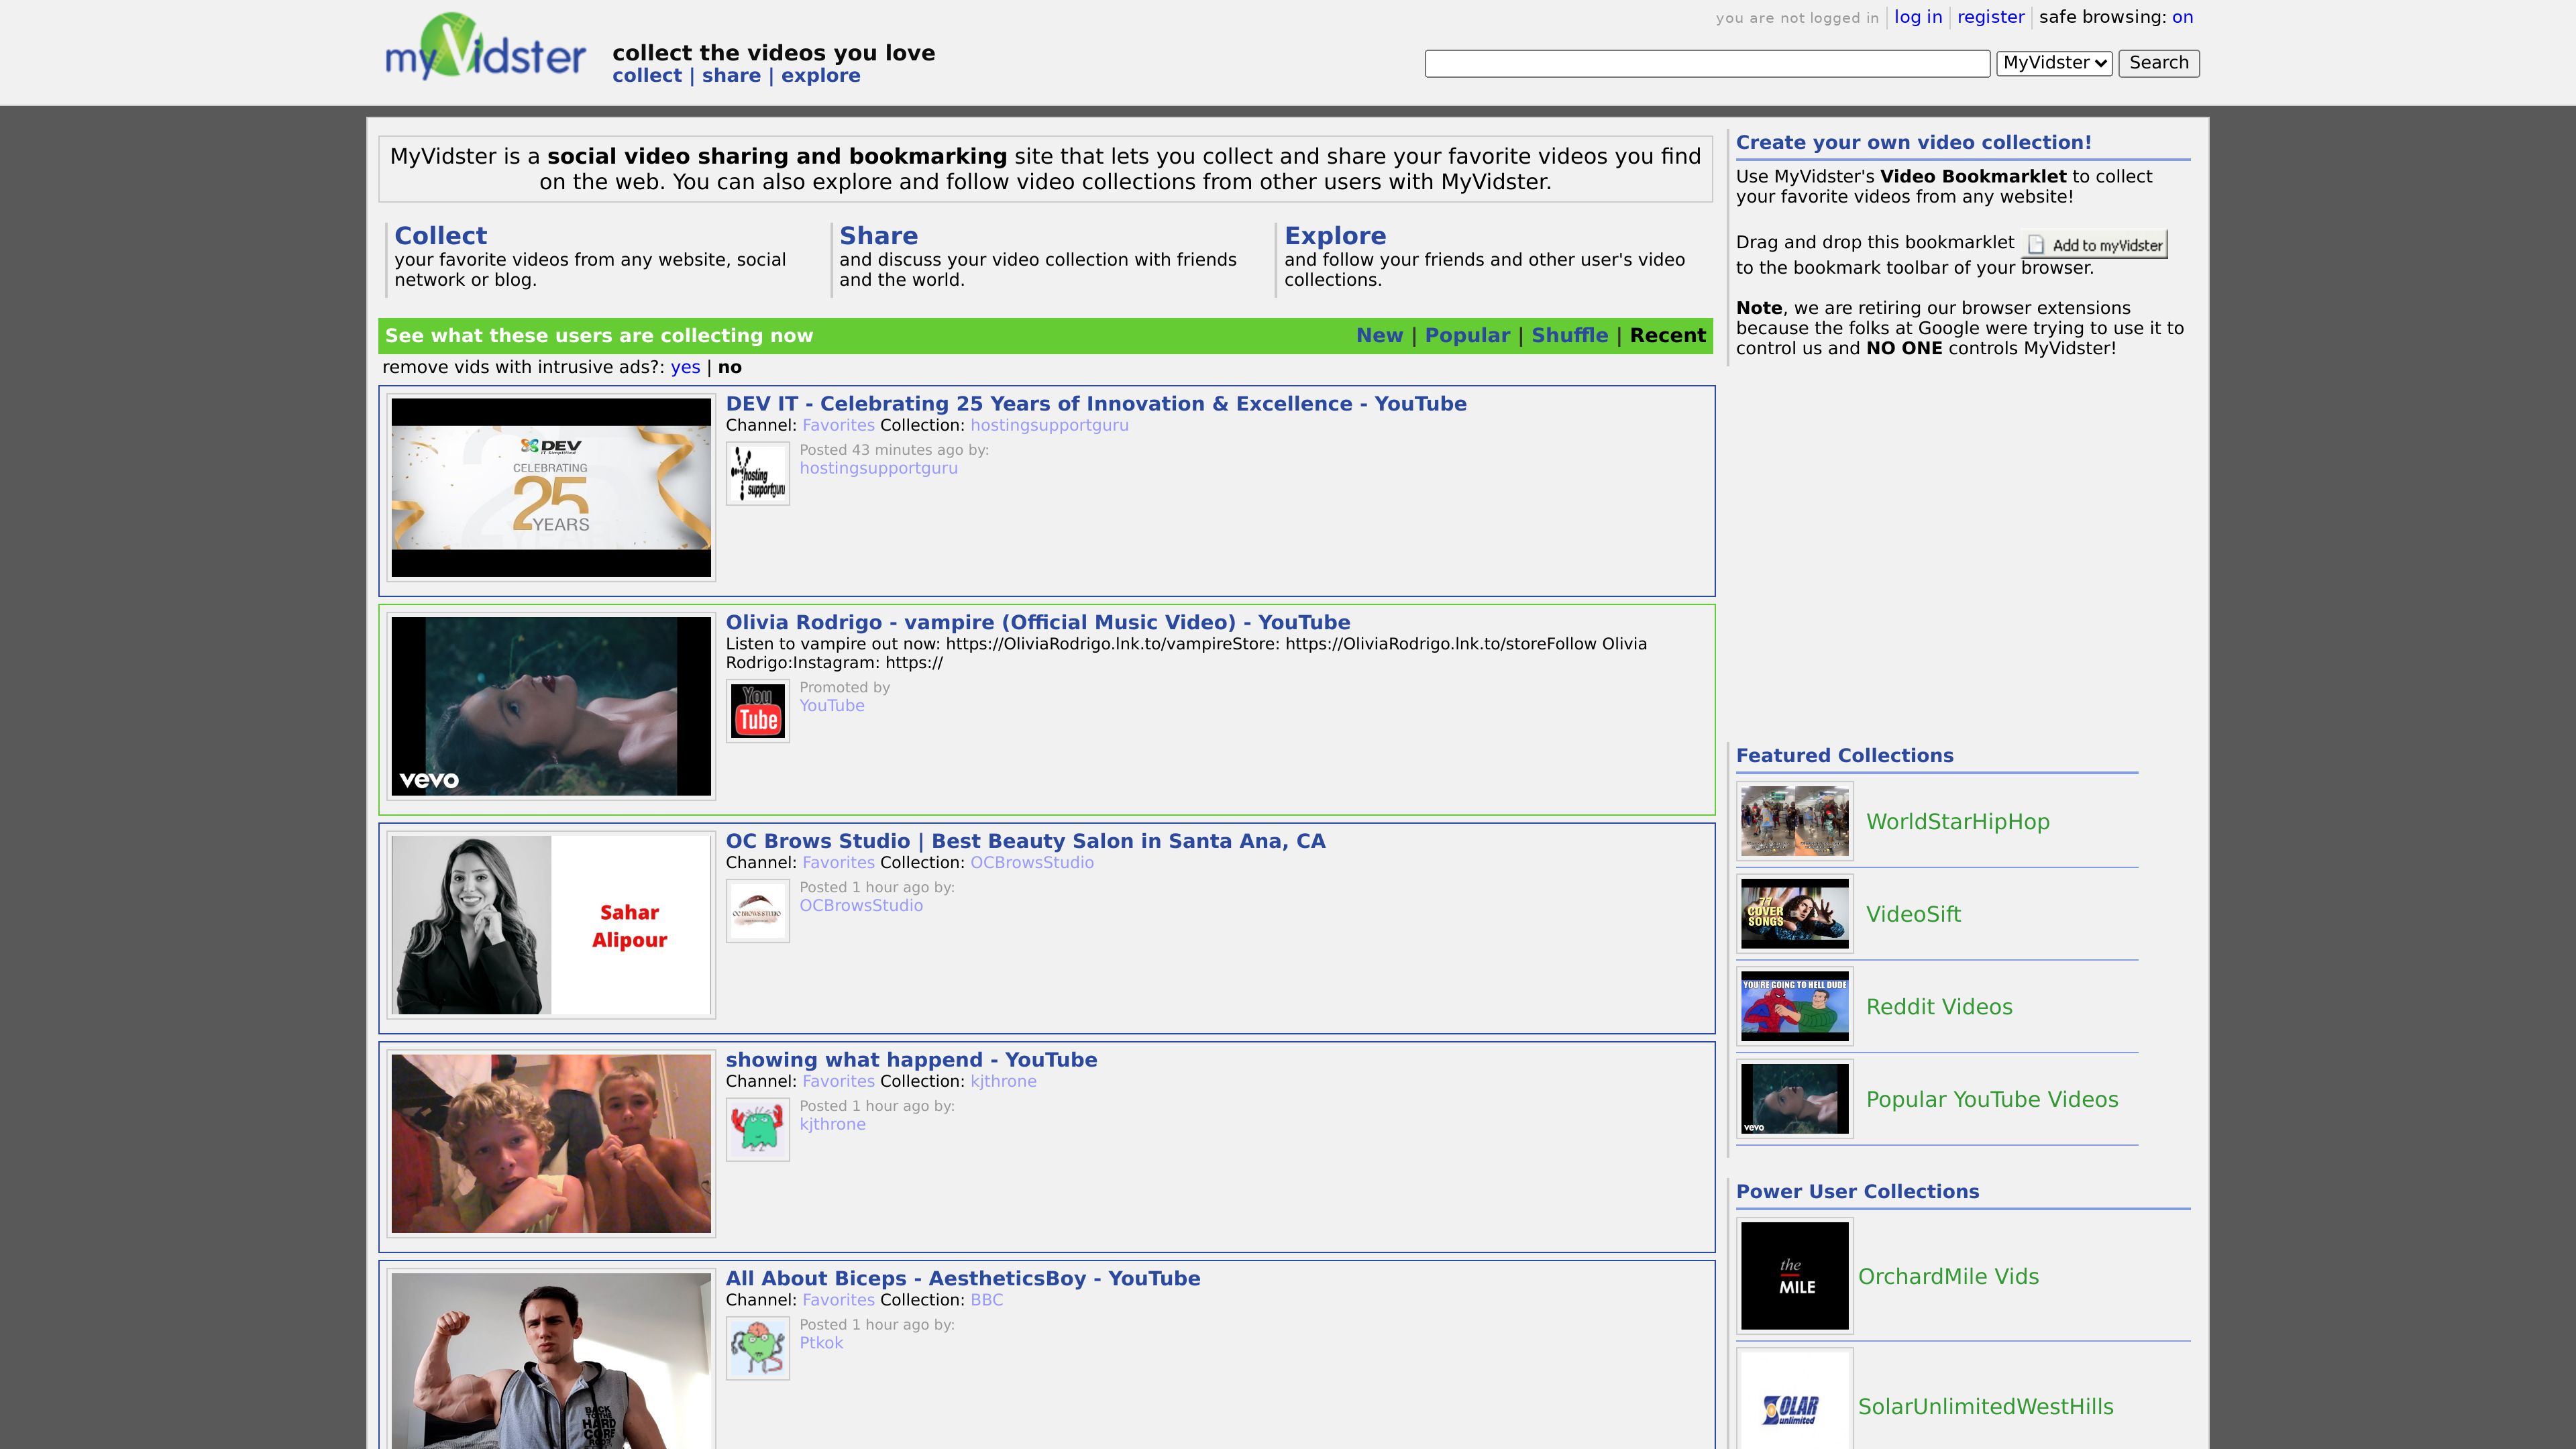 myVidster
collect the videos you love
collect | share | explore
you are not logged in
log in
register
safe browsing: on
MyVidster
Search
MyVidster is a social video sharing and bookmarking site that lets you collect and share your favorite videos you find
on the web. You can also explore and follow video collections from other users with MyVidster.
Collect
your favorite videos from any website, social
network or blog.
Share
and discuss your video collection with friends
and the world.
Explore
and follow your friends and other user's video
collections.
See what these users are collecting now
New | Popular | Shuffle | Recent
remove vids with intrusive ads?: yes | no
DEV
CELEBRATING
25
YEARS
DEV IT - Celebrating 25 Years of Innovation & Excellence - YouTube
Channel: Favorites Collection: hostingsupportguru
hosting
supportguru
Posted 43 minutes ago by:
hostingsupportguru
vevo
Olivia Rodrigo - vampire (Official Music Video) - YouTube
Listen to vampire out now: https://OliviaRodrigo.lnk.to/vampireStore: https://OliviaRodrigo.lnk.to/storeFollow Olivia
Rodrigo:Instagram: https://
You
Tube
Promoted by
YouTube
Sahar
Alipour
OC Brows Studio | Best Beauty Salon in Santa Ana, CA
Channel: Favorites Collection: OCBrowsStudio
OC BROWS STUDIO
Posted 1 hour ago by:
OCBrowsStudio
showing what happend - YouTube
Channel: Favorites Collection: kjthrone
Posted 1 hour ago by:
kjthrone
BACK
TO THE
HARD
CORE
All About Biceps - AestheticsBoy - YouTube
Channel: Favorites Collection: BBC
Posted 1 hour ago by:
Ptkok
Create your own video collection!
Use MyVidster's Video Bookmarklet to collect
your favorite videos from any website!
Drag and drop this bookmarklet Add to myVidster
to the bookmark toolbar of your browser.
Note, we are retiring our browser extensions
because the folks at Google were trying to use it to
control us and NO ONE controls MyVidster!
Featured Collections
WorldStarHipHop
77
COVER
SONGS
VideoSift
YOU'RE GOING TO HELL DUDE
Reddit Videos
vevo
Popular YouTube Videos
Power User Collections
the
MILE
OrchardMile Vids
SOLAR
unlimited
SolarUnlimitedWestHills